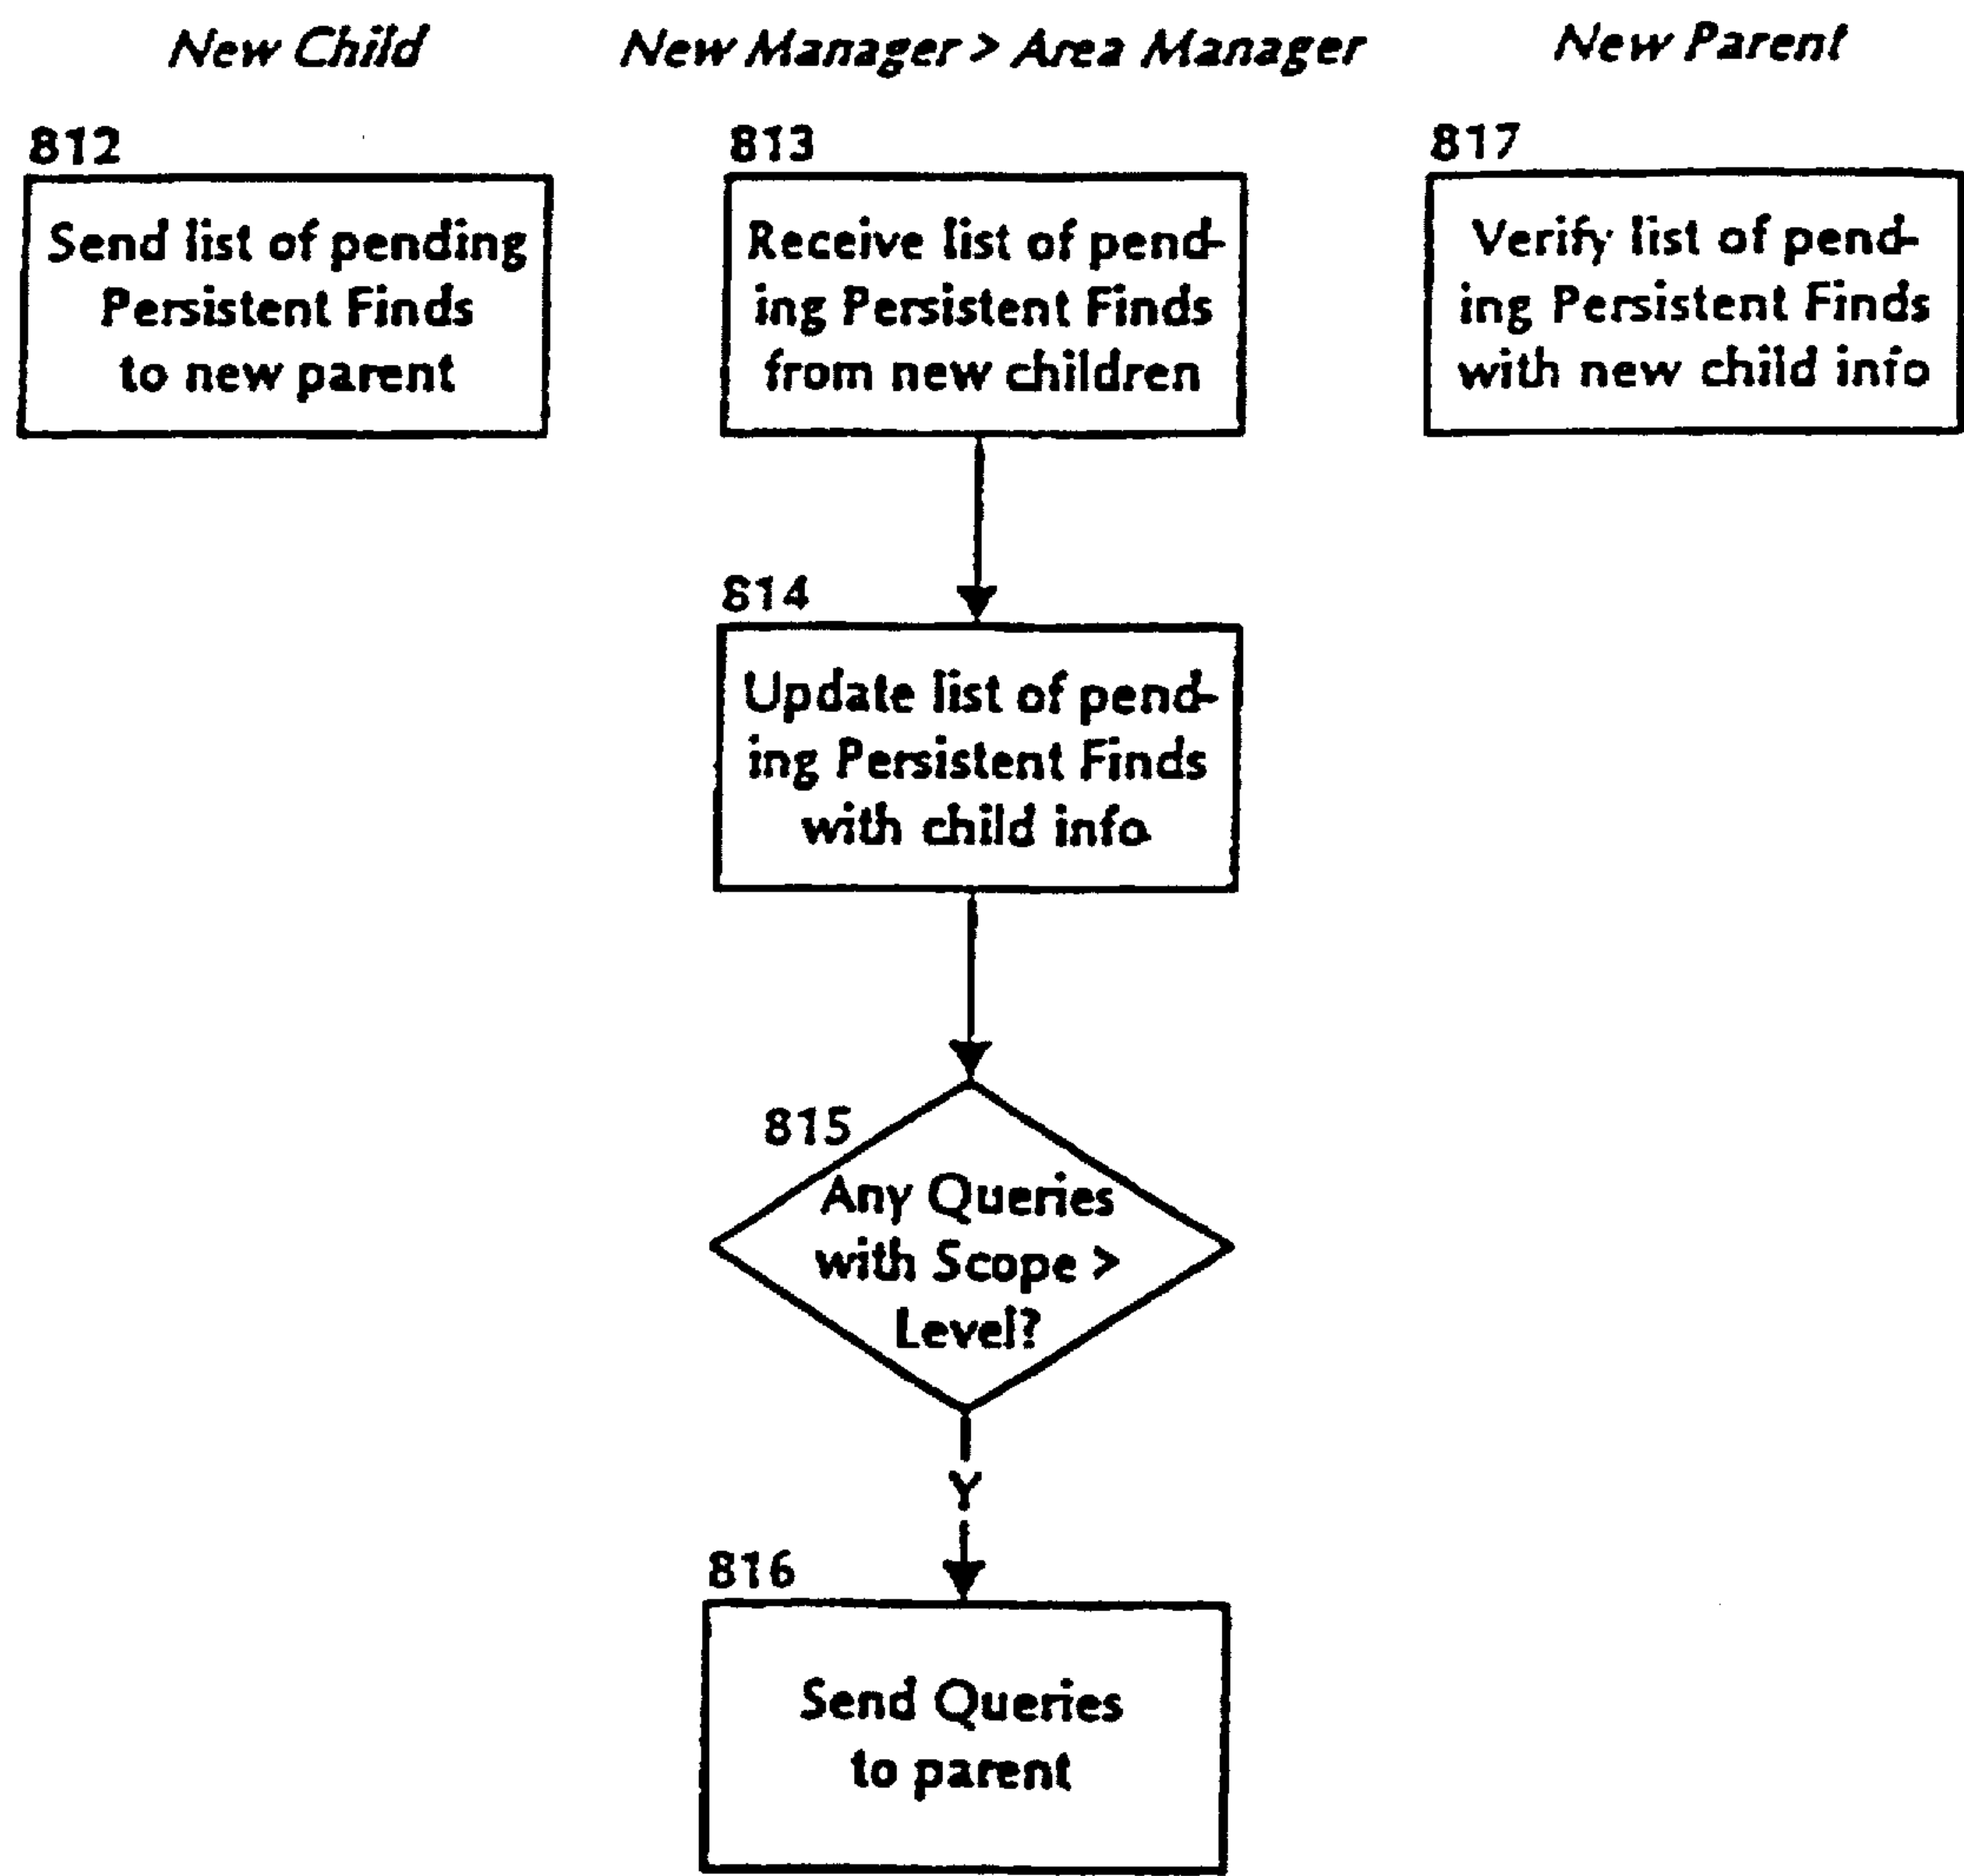 New Child
New Manager > Area Manager
New Parent
812
Send list of pending
Persistent Finds
to new parent
813
Receive list of pend-
ing Persistent Finds
from new children
817
Verify list of pend-
ing Persistent Finds
with new child info
814
Update list of pend-
ing Persistent Finds
with child info
815
Any Queries
with Scope >
Level?
Y
816
Send Queries
to parent